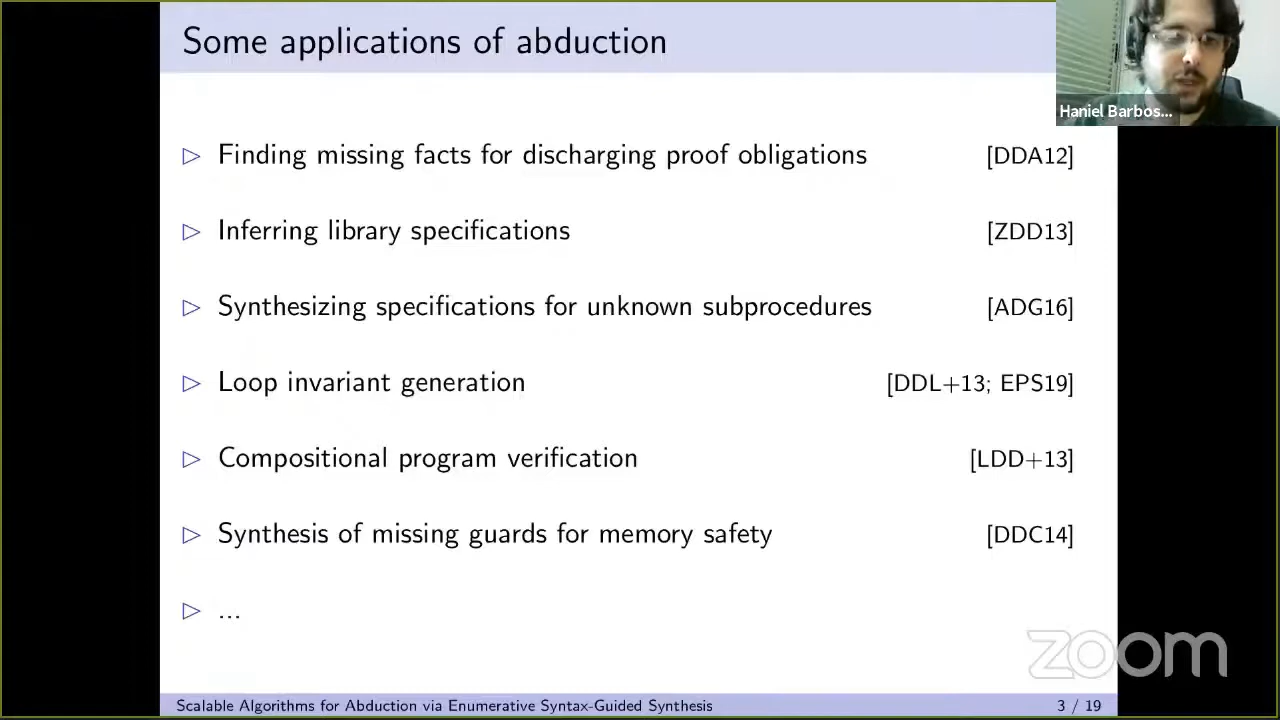 Some applications of abduction
Haniel Barbos...
▷ Finding missing facts for discharging proof obligations [DDA12]
▷ Inferring library specifications [ZDD13]
▷ Synthesizing specifications for unknown subprocedures [ADG16]
▷ Loop invariant generation [DDL+13; EPS19]
▷ Compositional program verification [LDD+13]
▷ Synthesis of missing guards for memory safety [DDC14]
▷ ...
zoom
Scalable Algorithms for Abduction via Enumerative Syntax-Guided Synthesis 3 / 19